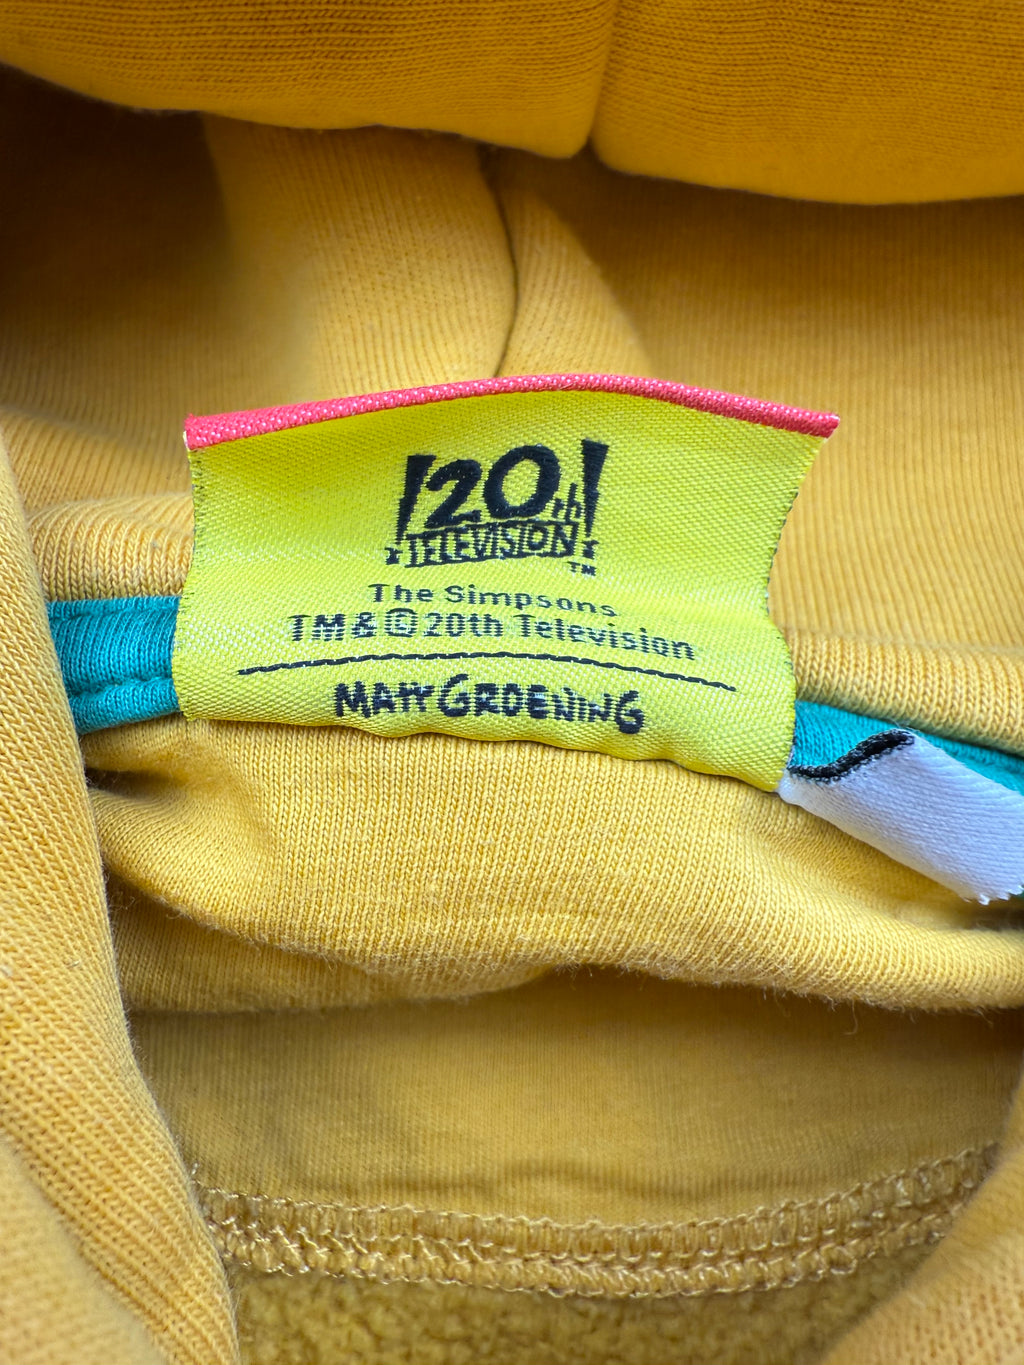 20th
TELEVISION
TM
The Simpsons
TM & © 20th Television
MATT GROENING